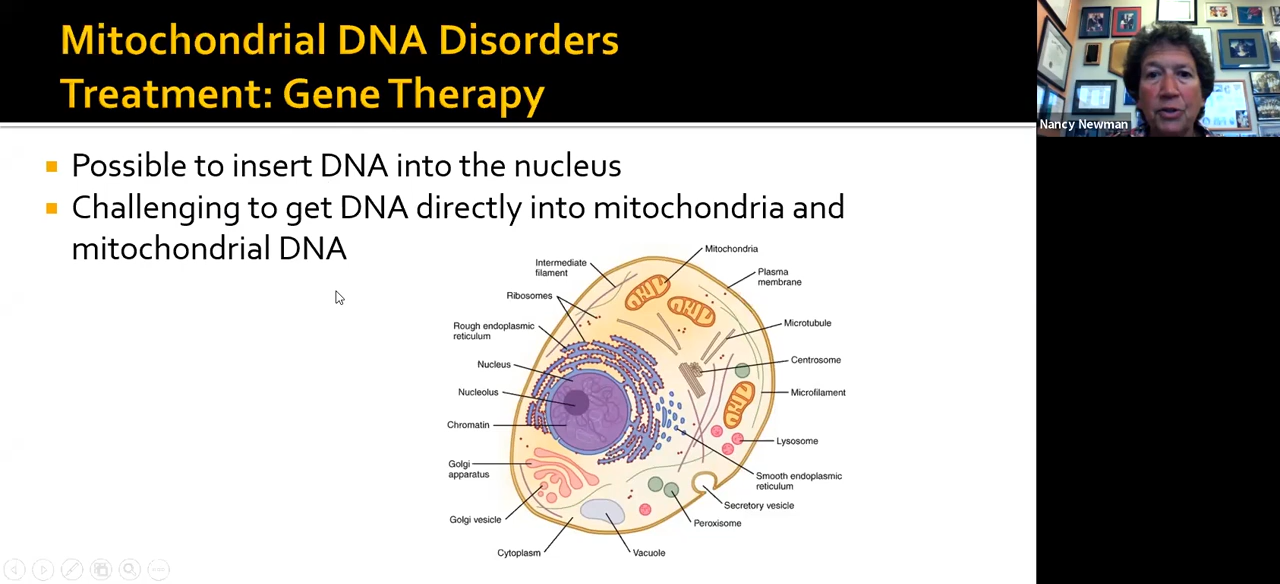 Mitochondrial DNA Disorders
Treatment: Gene Therapy
Nancy Newman
Possible to insert DNA into the nucleus
Challenging to get DNA directly into mitochondria and
mitochondrial DNA
Mitochondria
Intermediate
filament
Plasma
membrane
Ribosomes
Microtubule
Rough endoplasmic
reticulum
Centrosome
Nucleus
Nucleolus
Microfilament
Chromatin
Lysosome
Golgi
apparatus
Smooth endoplasmic
reticulum
Secretory vesicle
Golgi vesicle
Peroxisome
Cytoplasm
Vacuole